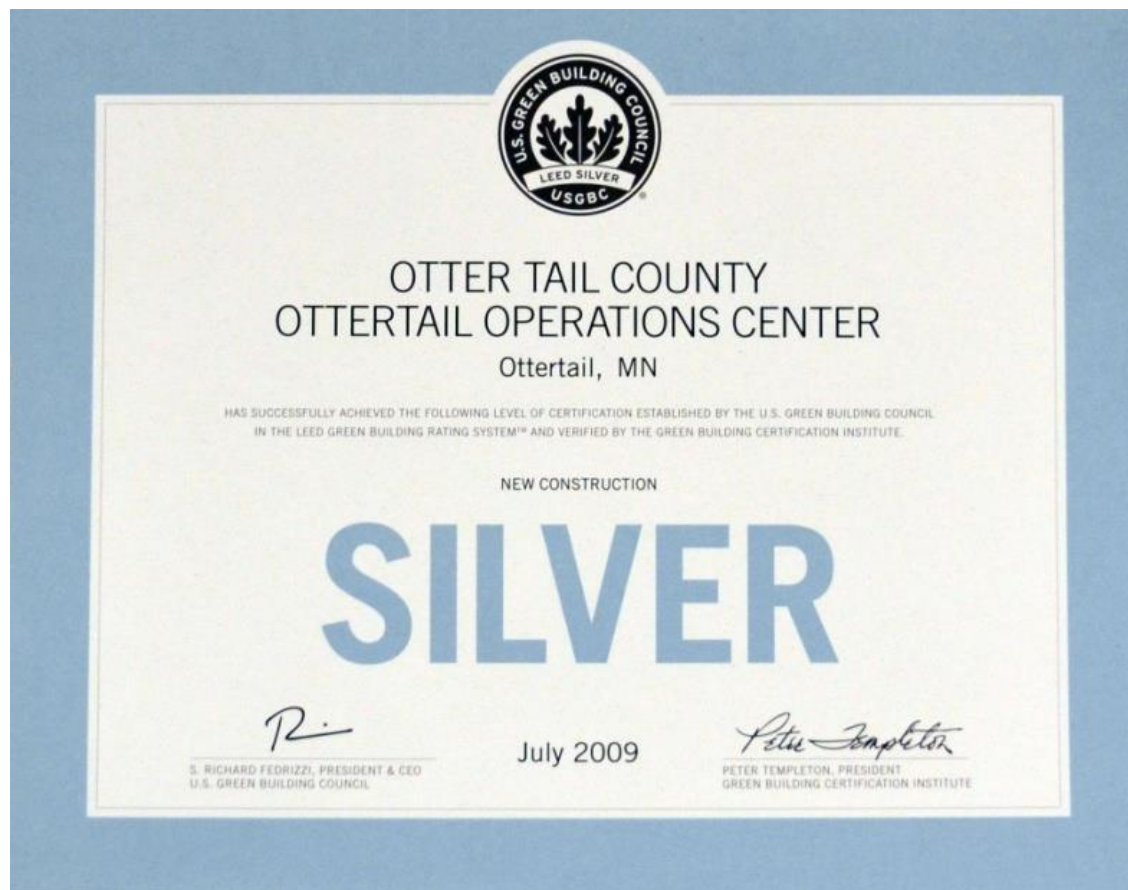 U.S. GREEN BUILDING COUNCIL
LEED SILVER
USGBC
®
OTTER TAIL COUNTY
OTTERTAIL OPERATIONS CENTER
Ottertail, MN
HAS SUCCESSFULLY ACHIEVED THE FOLLOWING LEVEL OF CERTIFICATION ESTABLISHED BY THE U.S. GREEN BUILDING COUNCIL
IN THE LEED GREEN BUILDING RATING SYSTEM™ AND VERIFIED BY THE GREEN BUILDING CERTIFICATION INSTITUTE.
NEW CONSTRUCTION
SILVER
S. RICHARD FEDRIZZI, PRESIDENT & CEO
U.S. GREEN BUILDING COUNCIL
July 2009
Peter Templeton
PETER TEMPLETON, PRESIDENT
GREEN BUILDING CERTIFICATION INSTITUTE